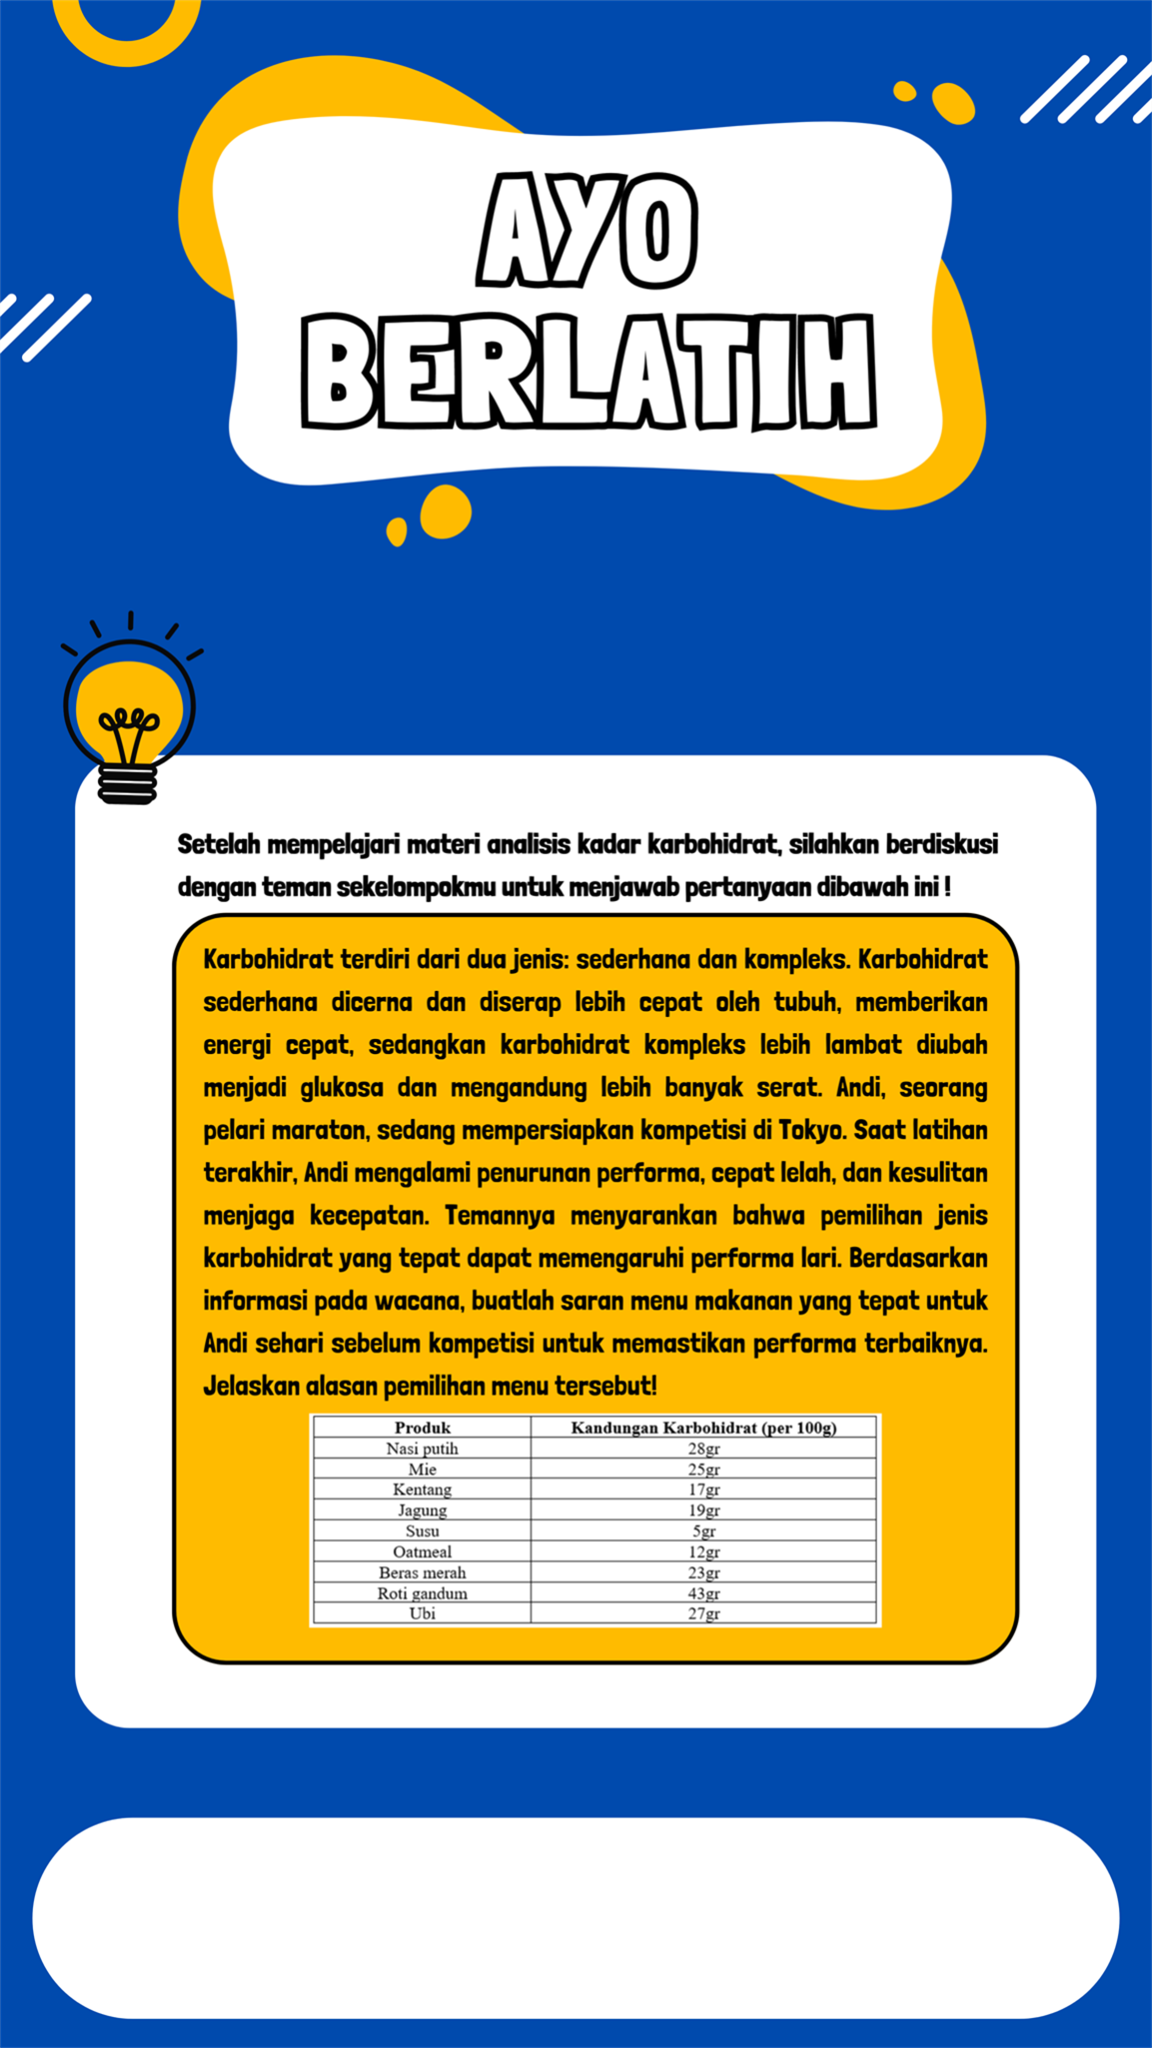 AYO
BERLATIH
Setelah mempelajari materi analisis kadar karbohidrat, silahkan berdiskusi
dengan teman sekelompokmu untuk menjawab pertanyaan dibawah ini !
Karbohidrat terdiri dari dua jenis: sederhana dan kompleks. Karbohidrat
sederhana dicerna dan diserap lebih cepat oleh tubuh, memberikan
energi cepat, sedangkan karbohidrat kompleks lebih lambat diubah
menjadi glukosa dan mengandung lebih banyak serat. Andi, seorang
pelari maraton, sedang mempersiapkan kompetisi di Tokyo. Saat latihan
terakhir, Andi mengalami penurunan performa, cepat lelah, dan kesulitan
menjaga kecepatan. Temannya menyarankan bahwa pemilihan jenis
karbohidrat yang tepat dapat memengaruhi performa lari. Berdasarkan
informasi pada wacana, buatlah saran menu makanan yang tepat untuk
Andi sehari sebelum kompetisi untuk memastikan performa terbaiknya.
Jelaskan alasan pemilihan menu tersebut!
Produk Kandungan Karbohidrat (per 100g)
Nasi putih 28gr
Mie 25gr
Kentang 17gr
Jagung 19gr
Susu 5gr
Oatmeal 12gr
Beras merah 23gr
Roti gandum 43gr
Ubi 27gr